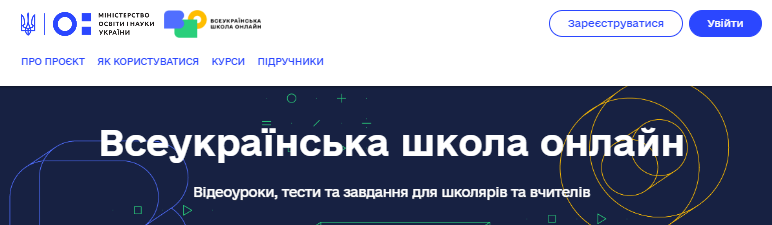 МІНІСТЕРСТВО
ОСВІТИ І НАУКИ
УКРАЇНИ
ВСЕУКРАЇНСЬКА
ШКОЛА ОНЛАЙН
Зареєструватися
Увійти
ПРО ПРОЄКТ ЯК КОРИСТУВАТИСЯ КУРСИ ПІДРУЧНИКИ
Всеукраїнська школа онлайн
Відеоуроки, тести та завдання для школярів та вчителів